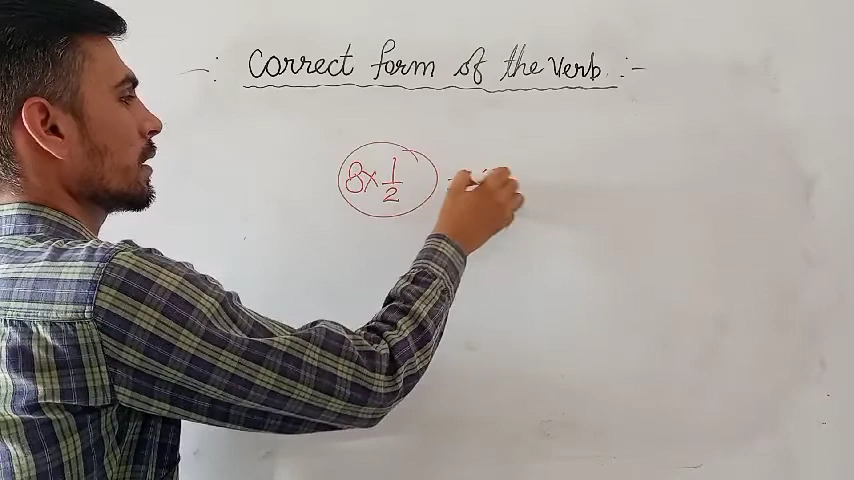 Correct form of the verb :-
8 × 1/2 =